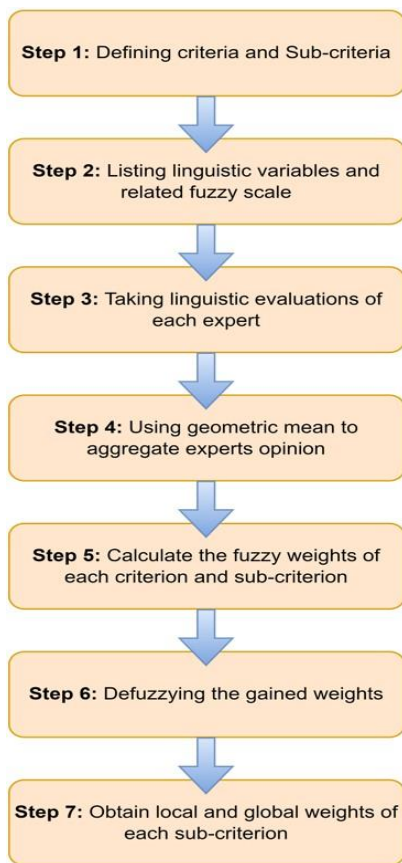 Step 1: Defining criteria and Sub-criteria
Step 2: Listing linguistic variables and
related fuzzy scale
Step 3: Taking linguistic evaluations of
each expert
Step 4: Using geometric mean to
aggregate experts opinion
Step 5: Calculate the fuzzy weights of
each criterion and sub-criterion
Step 6: Defuzzying the gained weights
Step 7: Obtain local and global weights of
each sub-criterion